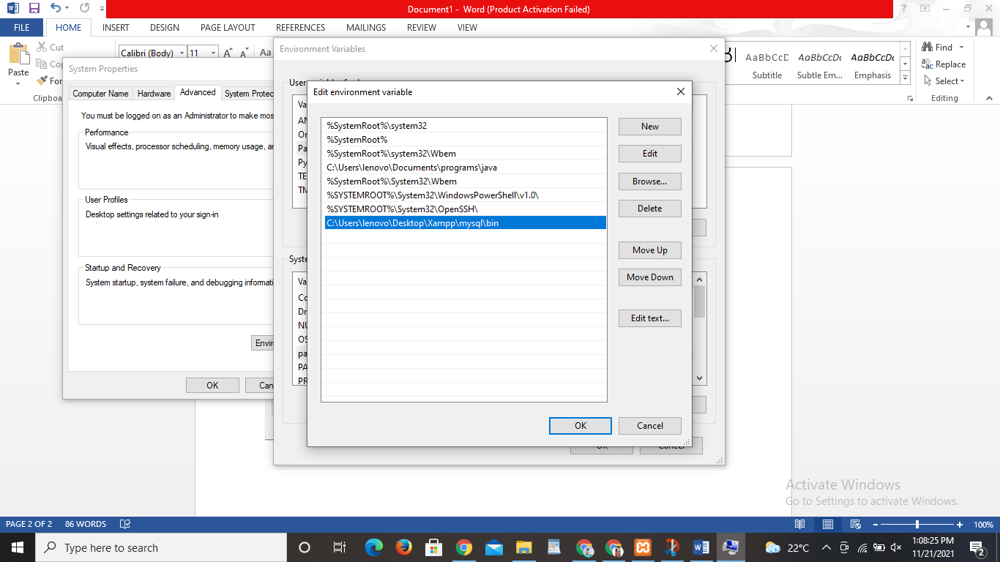 Document1 - Word (Product Activation Failed)
FILE HOME INSERT DESIGN PAGE LAYOUT REFERENCES MAILINGS REVIEW VIEW
Cut
Paste
Clipboa
Calibri (Body) 11 A A Aa
AaBbCcD AaBbCcDı AaBbCcDı
Subtitle Subtle Em... Emphasis
Find
Replace
Select
Editing
System Properties
Computer Name Hardware Advanced System Protec
You must be logged on as an Administrator to make mos
Performance
Visual effects, processor scheduling, memory usage, ar
User Profiles
Desktop settings related to your sign-in
Startup and Recovery
System startup, system failure, and debugging informati
Envir
OK Can
Environment Variables
User
Va
AN
On
Pa
Py
TE
TM
Syste
Va
Co
Dr
NU
OS
pa
PA
PR
OK Cancel
Edit environment variable
%SystemRoot%\system32
%SystemRoot%
%SystemRoot%\system32\Wbem
C:\Users\lenovo\Documents\programs\java
%SystemRoot%\System32\Wbem
%SYSTEMROOT%\System32\WindowsPowerShell\v1.0\
%SYSTEMROOT%\System32\OpenSSH\
C:\Users\lenovo\Desktop\Xampp\mysql\bin
New
Edit
Browse...
Delete
Move Up
Move Down
Edit text...
OK Cancel
Activate Windows
Go to Settings to activate Windows.
PAGE 2 OF 2 86 WORDS 100%
Type here to search
22°C
1:08:25 PM
11/21/2021
2